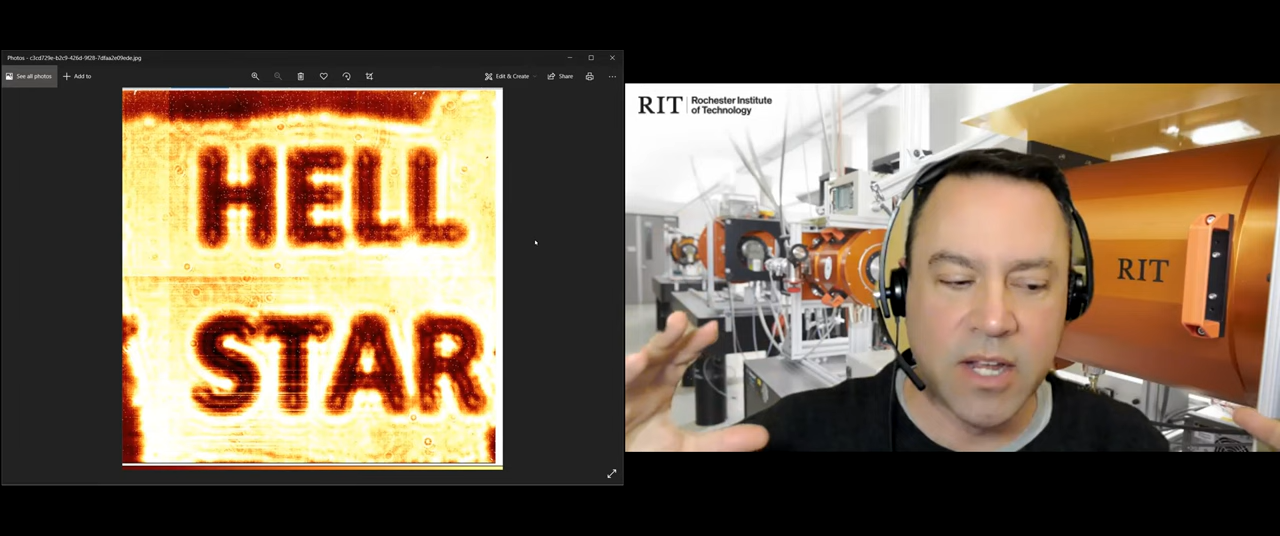 Photos - c3cd729e-b2c9-426d-9f28-7dfaa2e09ede.jpg
See all photos
Add to
Edit & Create
Share
HELL
STAR
RIT | Rochester Institute
of Technology
RIT